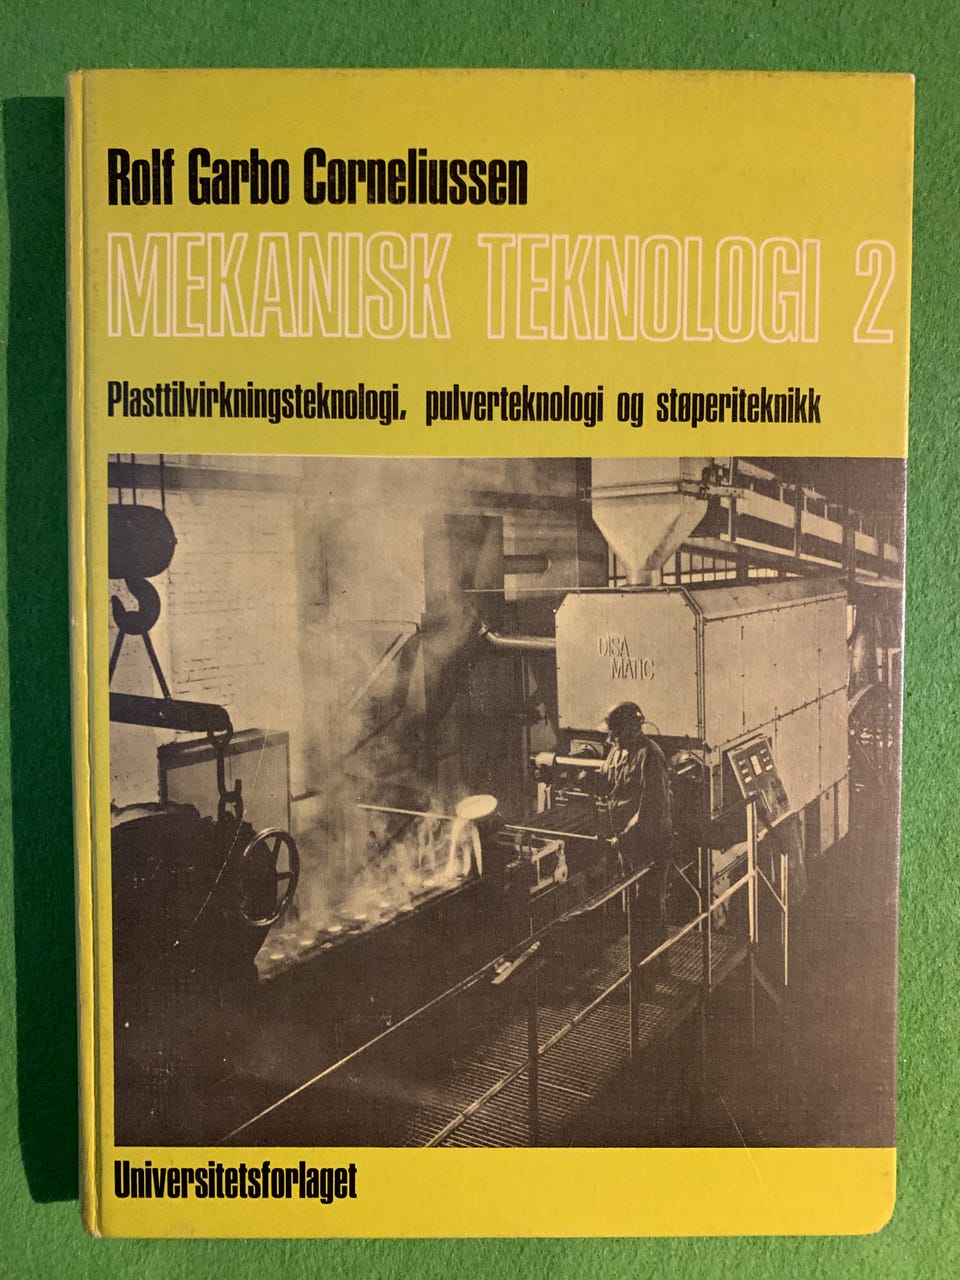 Rolf Garbo Corneliussen
MEKANISK TEKNOLOGI 2
Plasttilvirkningsteknologi, pulverteknologi og støperiteknikk
DISA
MATIC
Universitetsforlaget